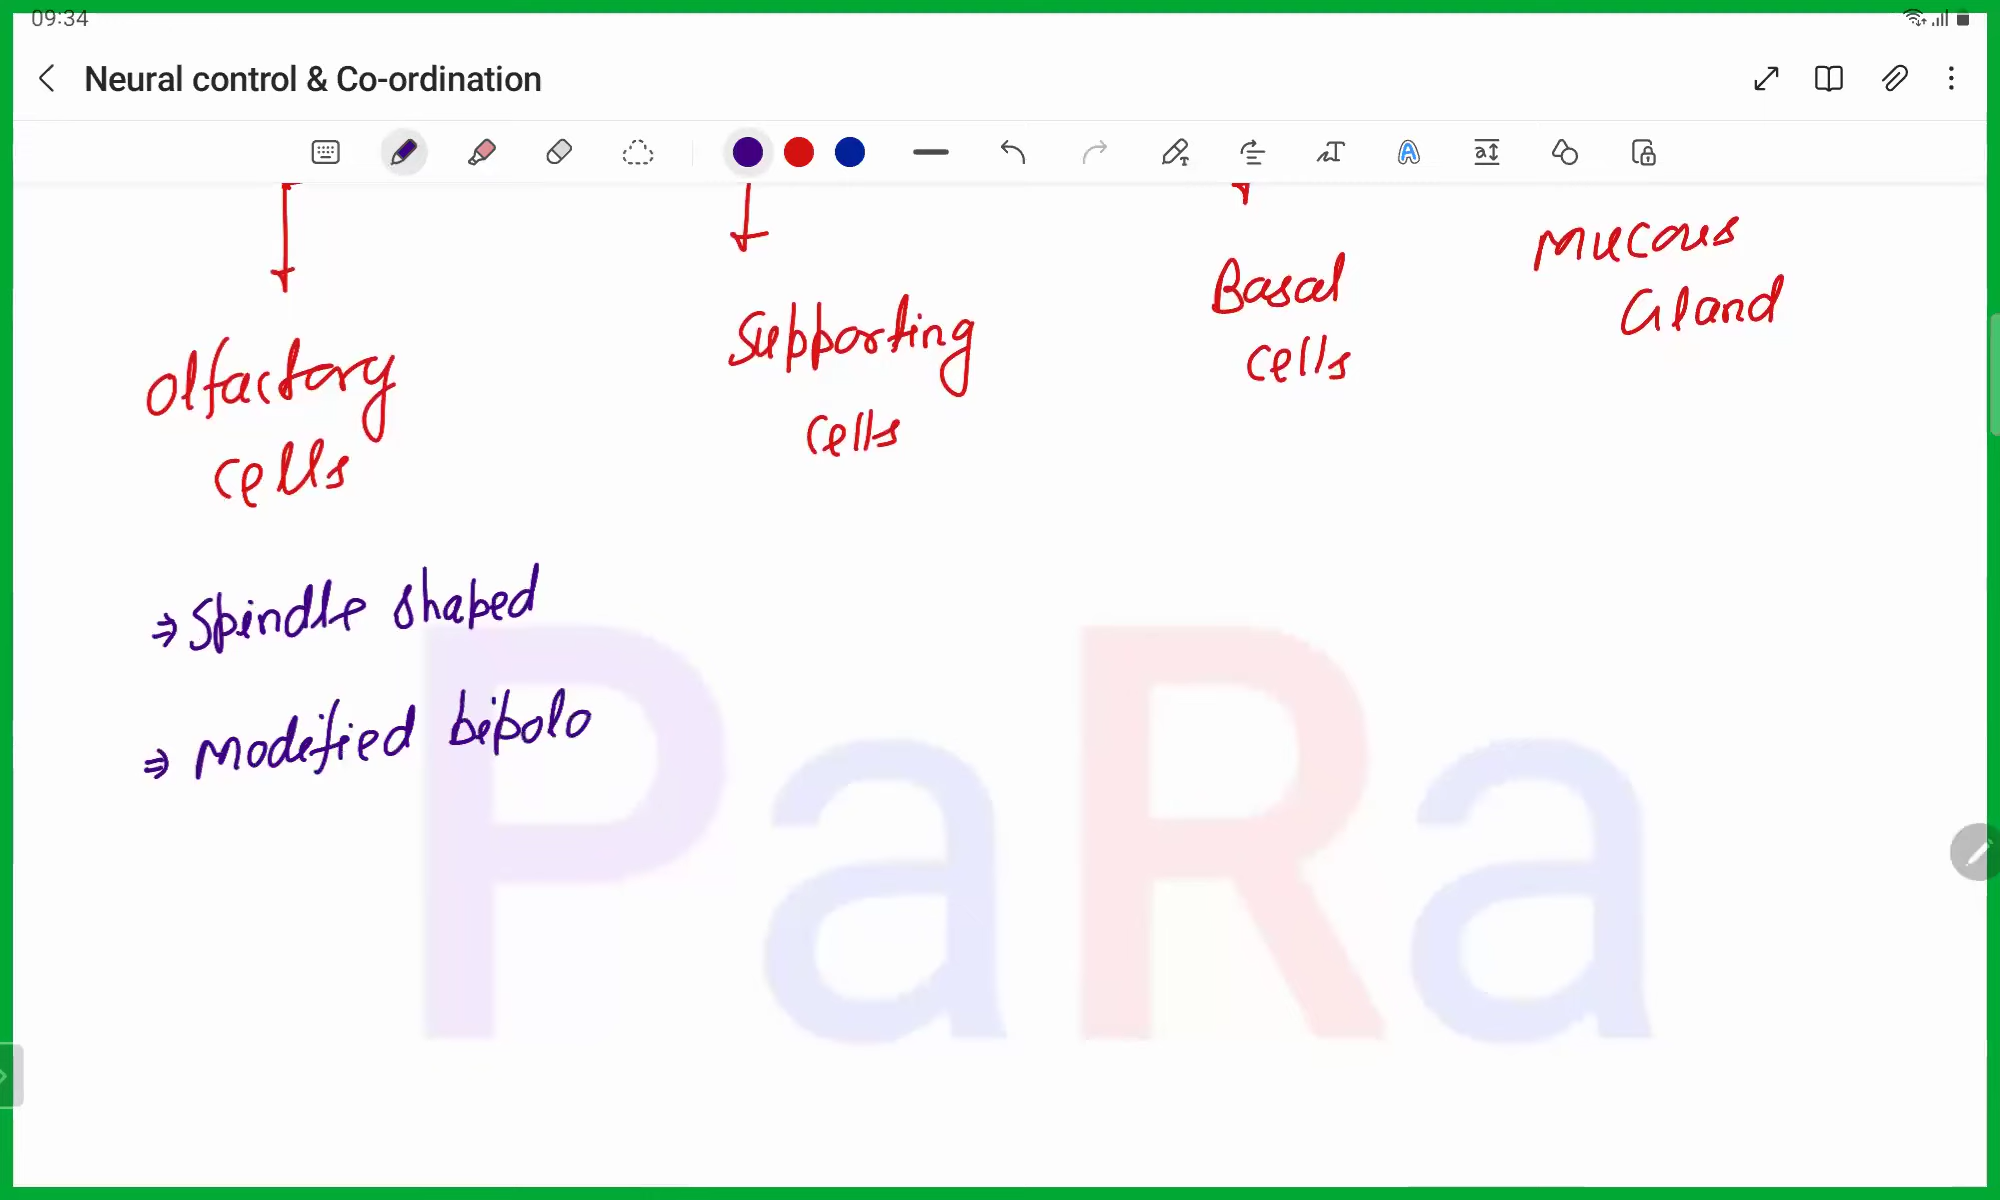 09:34
Neural control & Co-ordination
Olfactory
cells
Supporting
cells
Basal
cells
Mucous
Gland
⇒ Spindle shaped
⇒ Modified bipolo
PaRa